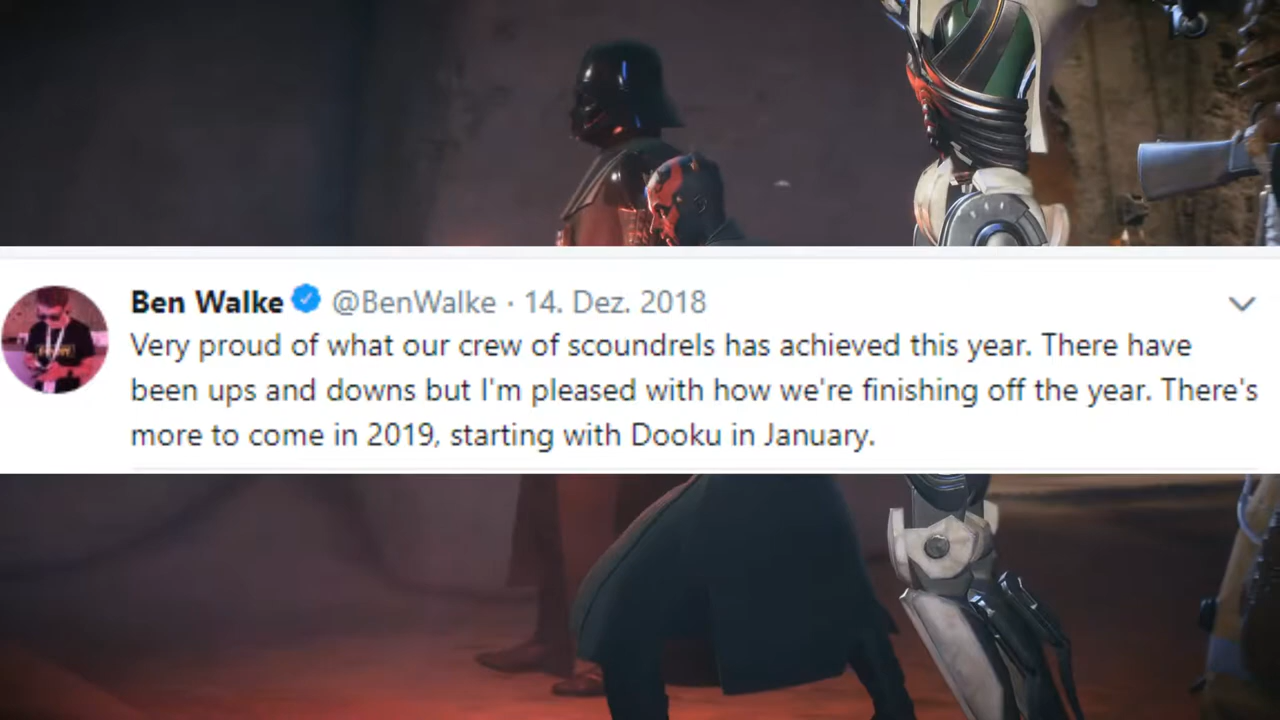 Ben Walke @BenWalke · 14. Dez. 2018
Very proud of what our crew of scoundrels has achieved this year. There have
been ups and downs but I'm pleased with how we're finishing off the year. There's
more to come in 2019, starting with Dooku in January.